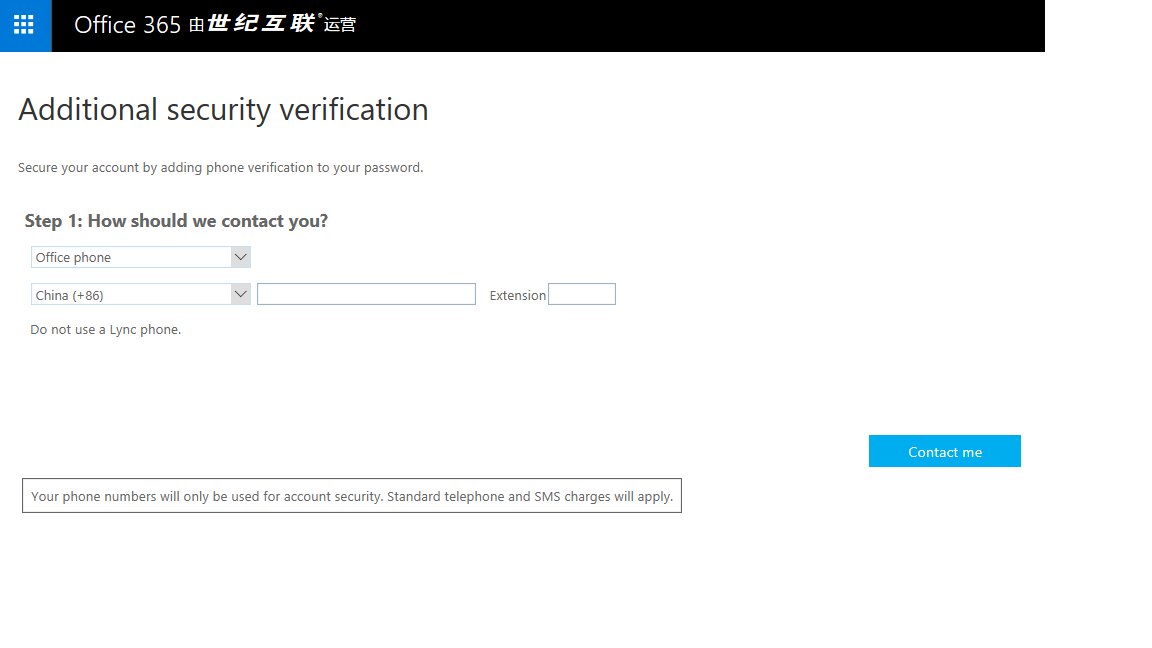 Office 365 由世纪互联®运营
Additional security verification
Secure your account by adding phone verification to your password.
Step 1: How should we contact you?
Office phone
China (+86) Extension
Do not use a Lync phone.
Contact me
Your phone numbers will only be used for account security. Standard telephone and SMS charges will apply.